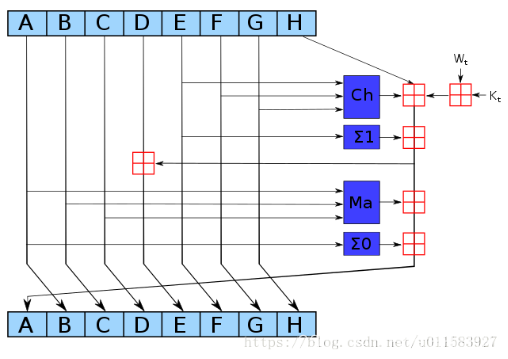 A B C D E F G H
Wt
Ch
Kt
Σ1
Ma
Σ0
A B C D E F G H
https://blog.csdn.net/u011583927